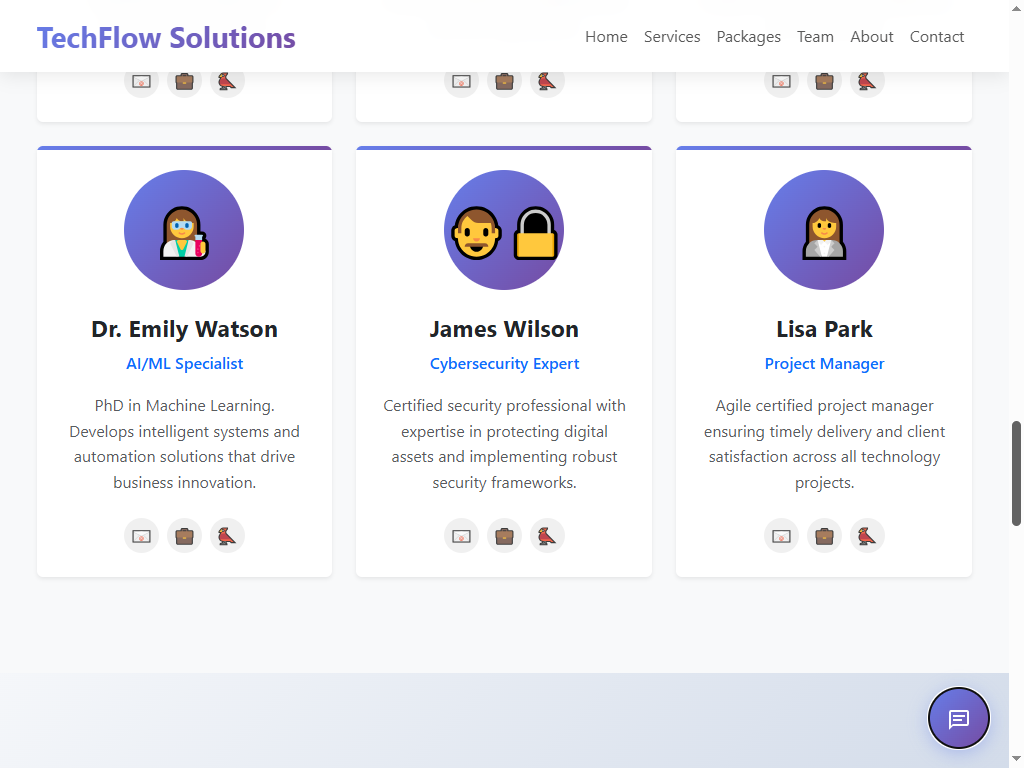 TechFlow Solutions
Home Services Packages Team About Contact
Dr. Emily Watson
AI/ML Specialist
PhD in Machine Learning.
Develops intelligent systems and
automation solutions that drive
business innovation.
James Wilson
Cybersecurity Expert
Certified security professional with
expertise in protecting digital
assets and implementing robust
security frameworks.
Lisa Park
Project Manager
Agile certified project manager
ensuring timely delivery and client
satisfaction across all technology
projects.